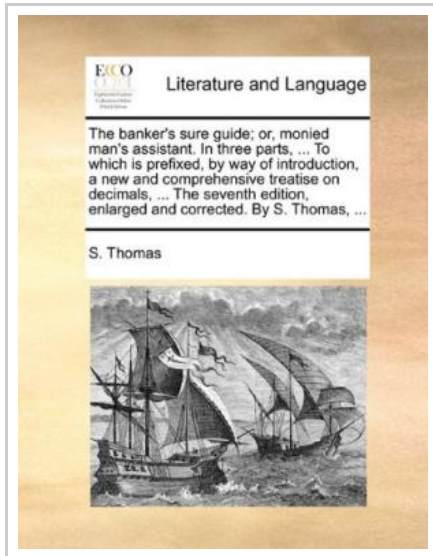 ECCO
Literature and Language
The banker's sure guide; or, monied
man's assistant. In three parts, ... To
which is prefixed, by way of introduction,
a new and comprehensive treatise on
decimals, ... The seventh edition,
enlarged and corrected. By S. Thomas, ...
S. Thomas